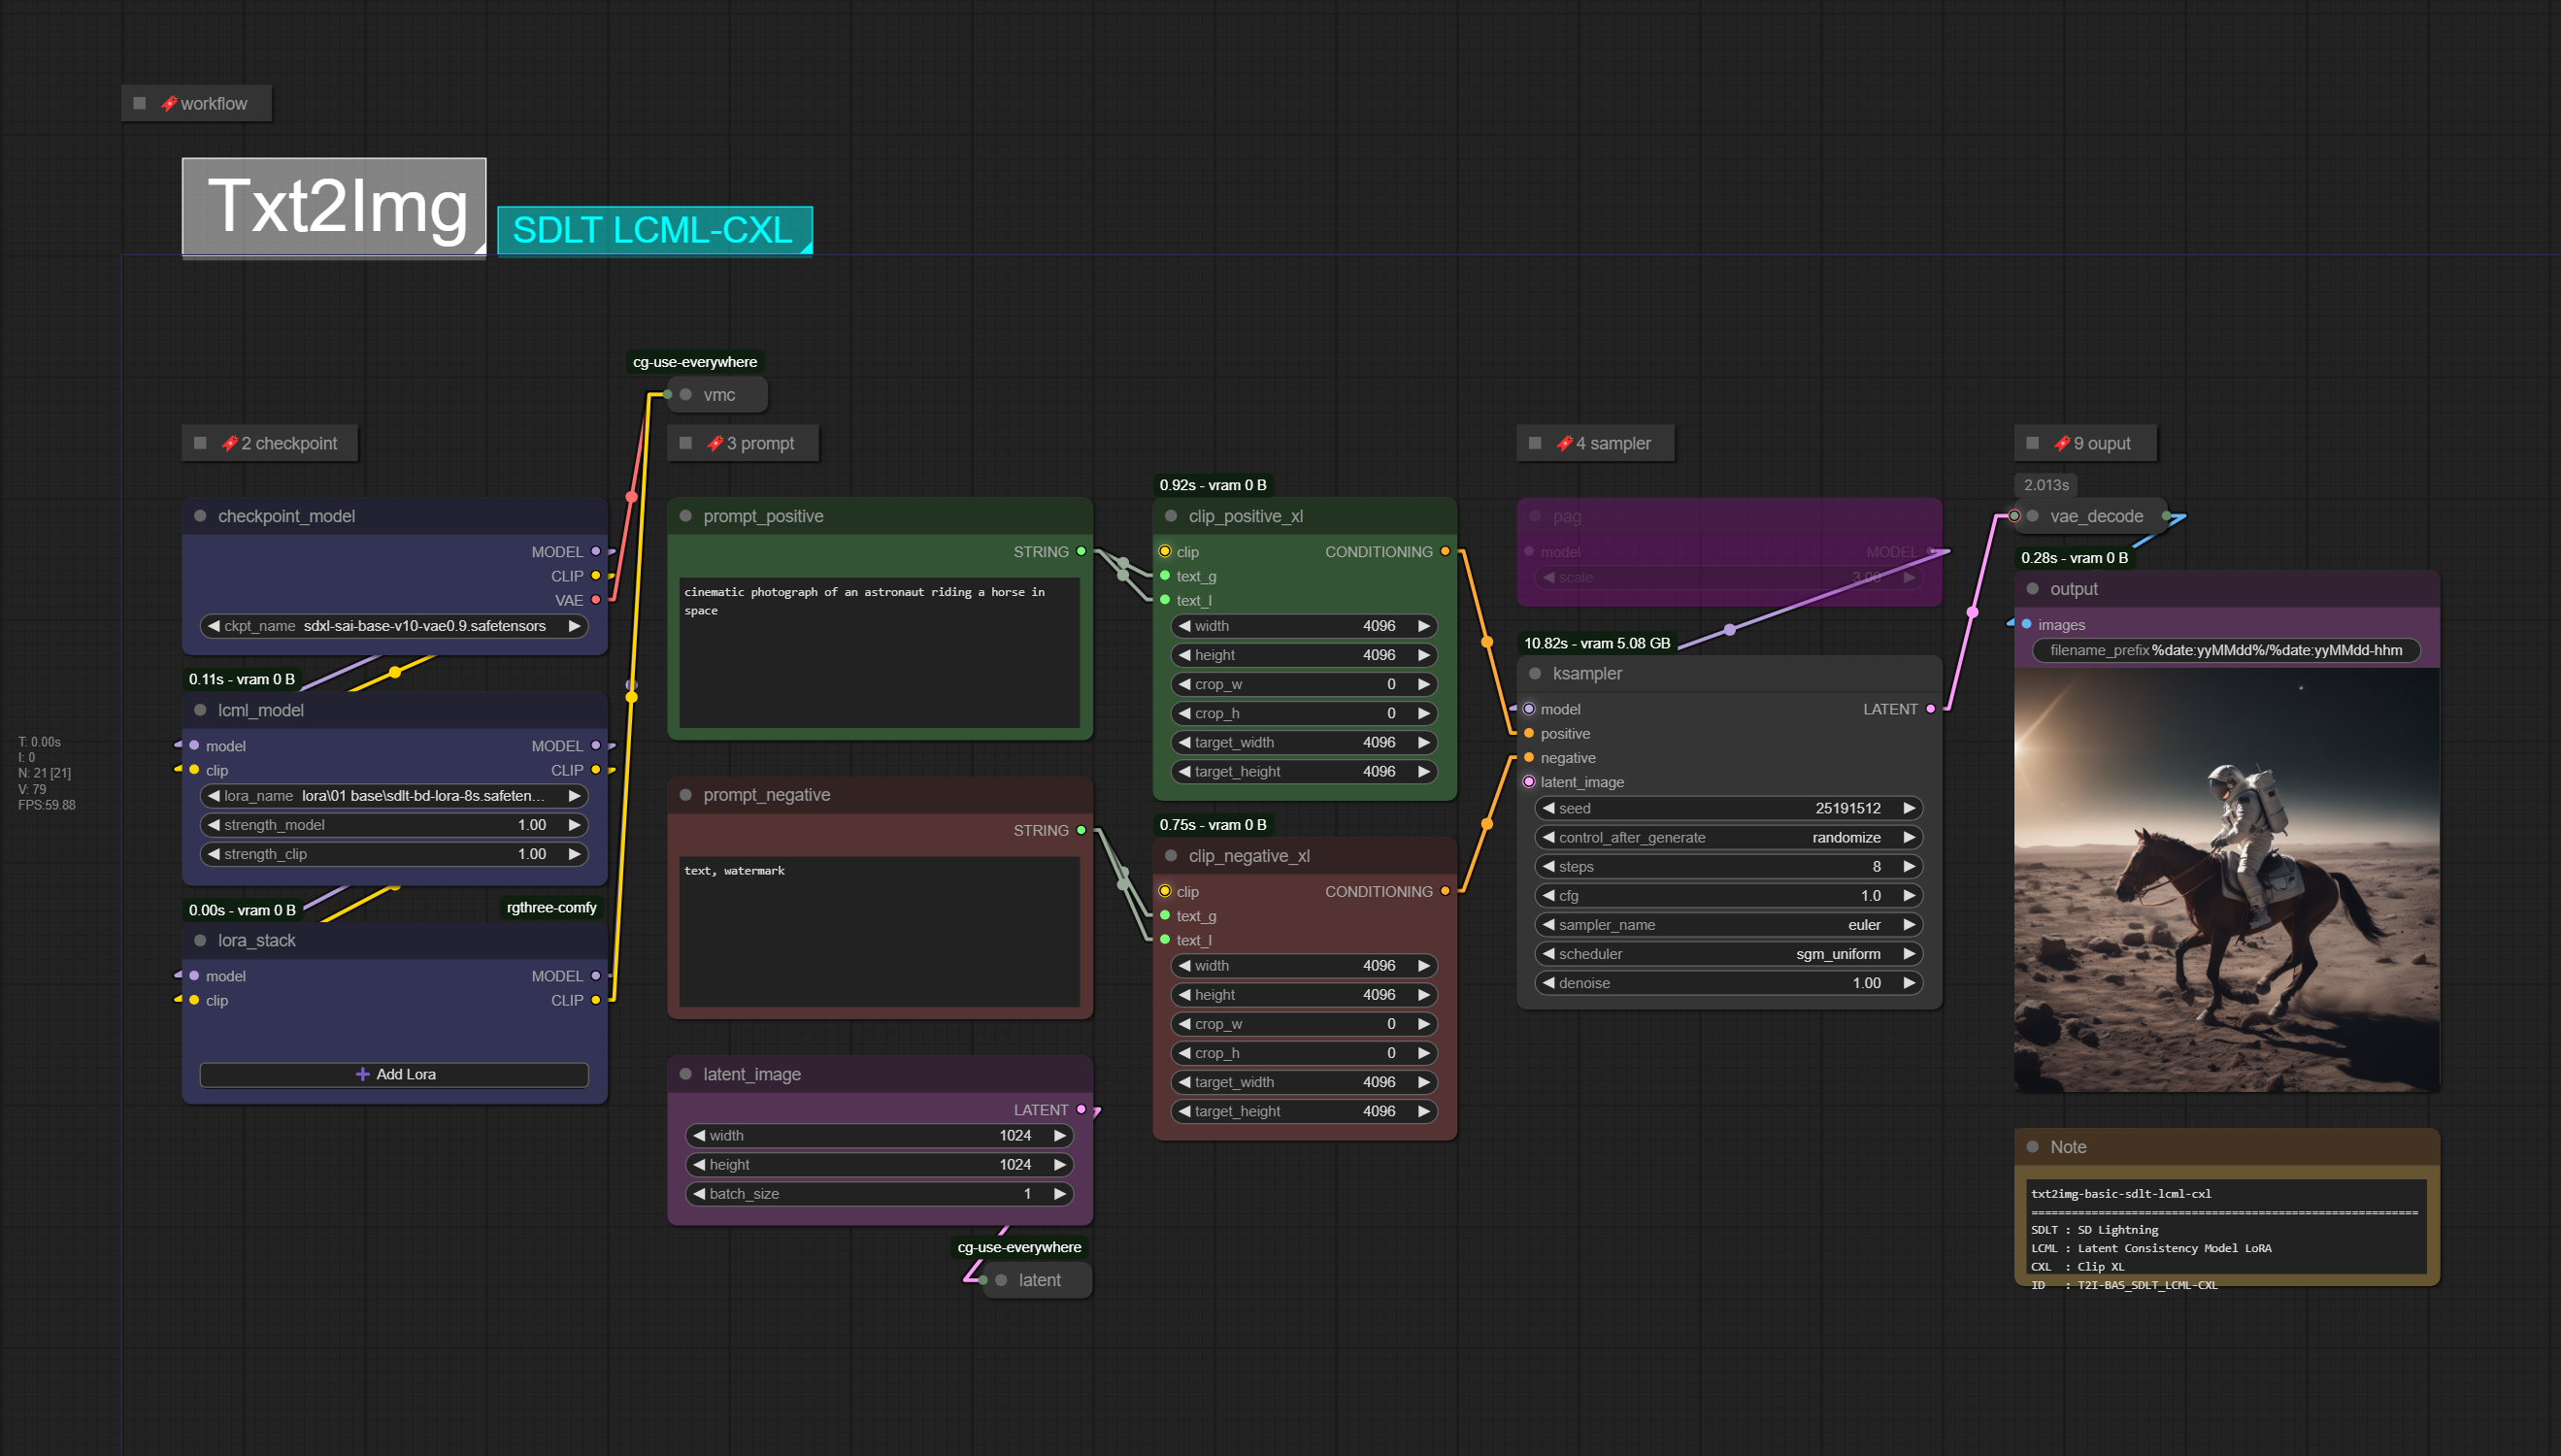 workflow
Txt2Img
SDLT LCML-CXL
cg-use-everywhere
vmc
2 checkpoint
3 prompt
4 sampler
9 ouput
checkpoint_model
MODEL
CLIP
VAE
ckpt_name sdxl-sai-base-v10-vae0.9.safetensors
0.11s - vram 0 B
lcml_model
model MODEL
clip CLIP
lora_name lora\01 base\sdlt-bd-lora-8s.safeten...
strength_model 1.00
strength_clip 1.00
0.00s - vram 0 B
rgthree-comfy
lora_stack
model MODEL
clip CLIP
Add Lora
T: 0.00s
I: 0
N: 21 [21]
V: 79
FPS:59.88
prompt_positive
STRING
cinematic photograph of an astronaut riding a horse in
space
prompt_negative
STRING
text, watermark
latent_image
LATENT
width 1024
height 1024
batch_size 1
cg-use-everywhere
latent
0.92s - vram 0 B
clip_positive_xl
clip CONDITIONING
text_g
text_l
width 4096
height 4096
crop_w 0
crop_h 0
target_width 4096
target_height 4096
0.75s - vram 0 B
clip_negative_xl
clip CONDITIONING
text_g
text_l
width 4096
height 4096
crop_w 0
crop_h 0
target_width 4096
target_height 4096
pag
model MODEL
scale 3.00
10.82s - vram 5.08 GB
ksampler
model LATENT
positive
negative
latent_image
seed 25191512
control_after_generate randomize
steps 8
cfg 1.0
sampler_name euler
scheduler sgm_uniform
denoise 1.00
2.013s
vae_decode
0.28s - vram 0 B
output
images
filename_prefix %date:yyMMdd%/%date:yyMMdd-hhm
Note
txt2img-basic-sdlt-lcml-cxl
==========================================================
SDLT : SD Lightning
LCML : Latent Consistency Model LoRA
CXL : Clip XL
ID : T2I-BAS_SDLT_LCML-CXL